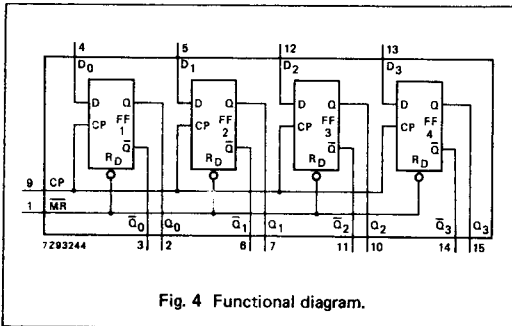 4 5 12 13
D0 D1 D2 D3
D Q D Q D Q D Q
FF FF FF FF
CP 1 CP 2 CP 3 CP 4
Q̅ Q̅ Q̅ Q̅
RD RD RD RD
9 CP
1 M̅R̅
Q̅0 Q0 Q̅1 Q1 Q̅2 Q2 Q̅3 Q3
7Z93244 3 2 6 7 11 10 14 15
Fig. 4 Functional diagram.